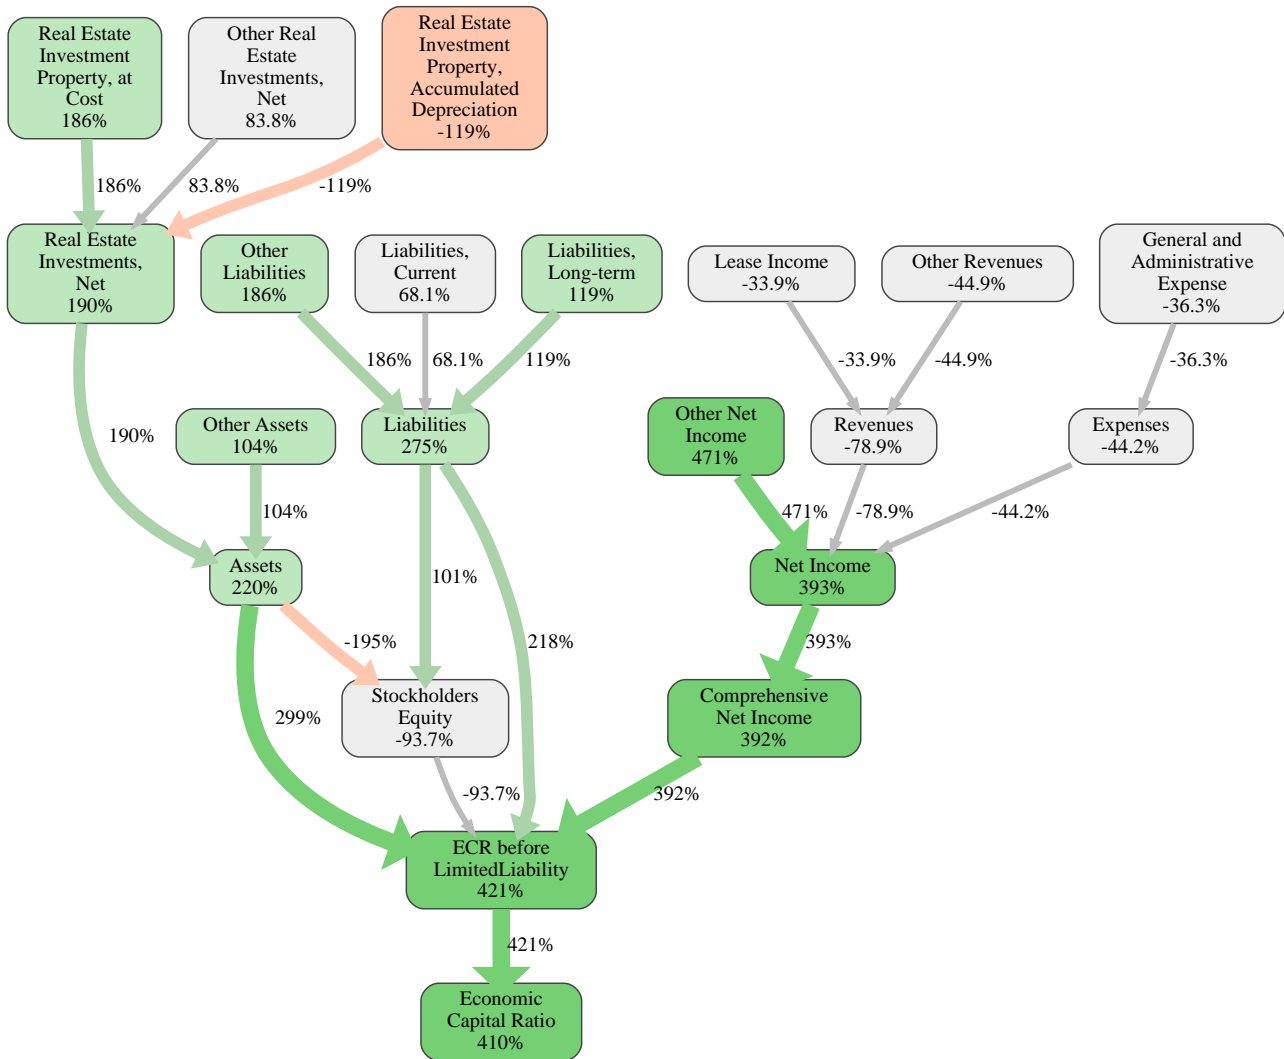 Real Estate
Investment
Property, at
Cost
186%
Other Real
Estate
Investments,
Net
83.8%
Real Estate
Investment
Property,
Accumulated
Depreciation
-119%
186%
83.8%
-119%
Real Estate
Investments,
Net
190%
Other
Liabilities
186%
Liabilities,
Current
68.1%
Liabilities,
Long-term
119%
Lease Income
-33.9%
Other Revenues
-44.9%
General and
Administrative
Expense
-36.3%
186%
68.1%
119%
-33.9%
-44.9%
-36.3%
190%
Other Assets
104%
Liabilities
275%
Other Net
Income
471%
Revenues
-78.9%
Expenses
-44.2%
104%
471%
-78.9%
-44.2%
Assets
220%
101%
Net Income
393%
-195%
218%
393%
299%
Stockholders
Equity
-93.7%
Comprehensive
Net Income
392%
-93.7%
392%
ECR before
LimitedLiability
421%
421%
Economic
Capital Ratio
410%